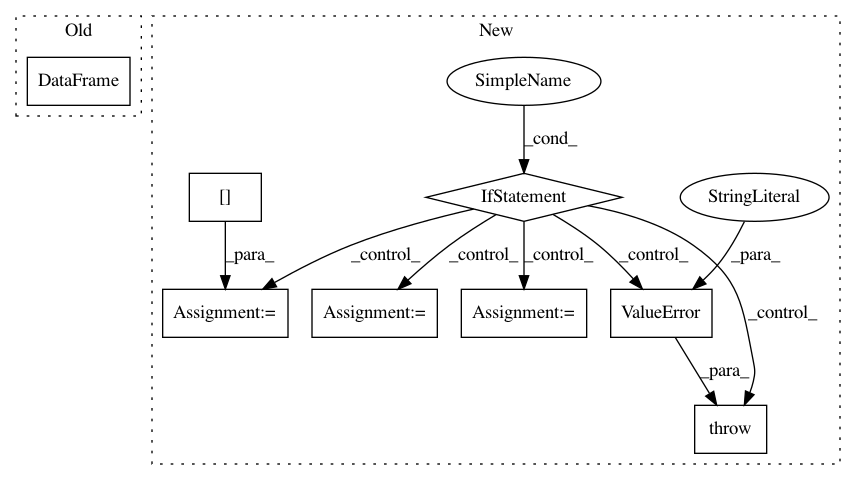 Old
New
DataFrame
SimpleName
_cond_
[]
IfStatement
StringLiteral
_para_
_control_
_control_
_control_
_control_
_para_
Assignment:=
Assignment:=
Assignment:=
ValueError
_control_
_para_
throw